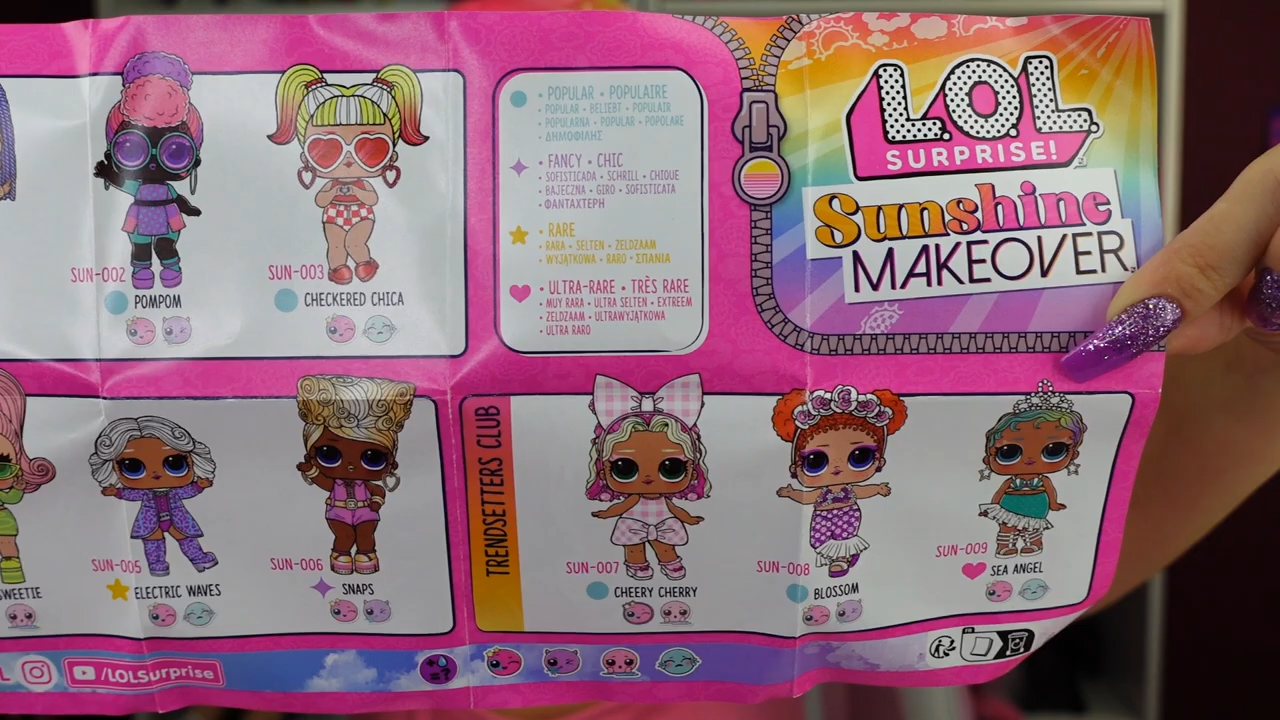 SUN-002
POMPOM
SUN-003
CHECKERED CHICA
• POPULAR • POPULAIRE
POPULAR • BELIEBT • POPULAIR
POPULARNA • POPULAR • POPOLARE
• ΔΗΜΟΦΙΛΗΣ
• FANCY • CHIC
SOFISTICADA • SCHRILL • CHIQUE
• BAJECZNA • GIRO • SOFISTICATA
• ΦΑΝΤΑΧΤΕΡΗ
• RARE
• RARA • SELTEN • ZELDZAAM
WYJĄTKOWA • RARO • ΣΠΑΝΙΑ
• ULTRA-RARE • TRÈS RARE
• MUY RARA • ULTRA SELTEN • EXTREEM
ZELDZAAM • ULTRAWYJĄTKOWA
• ULTRA RARO
L.O.L.
SURPRISE!
Sunshine
MAKEOVER
SWEETIE
SUN-005
ELECTRIC WAVES
SUN-006
SNAPS
TRENDSETTERS CLUB
SUN-007
CHEERY CHERRY
SUN-008
BLOSSOM
SUN-009
SEA ANGEL
L
/LOLSurprise
FR